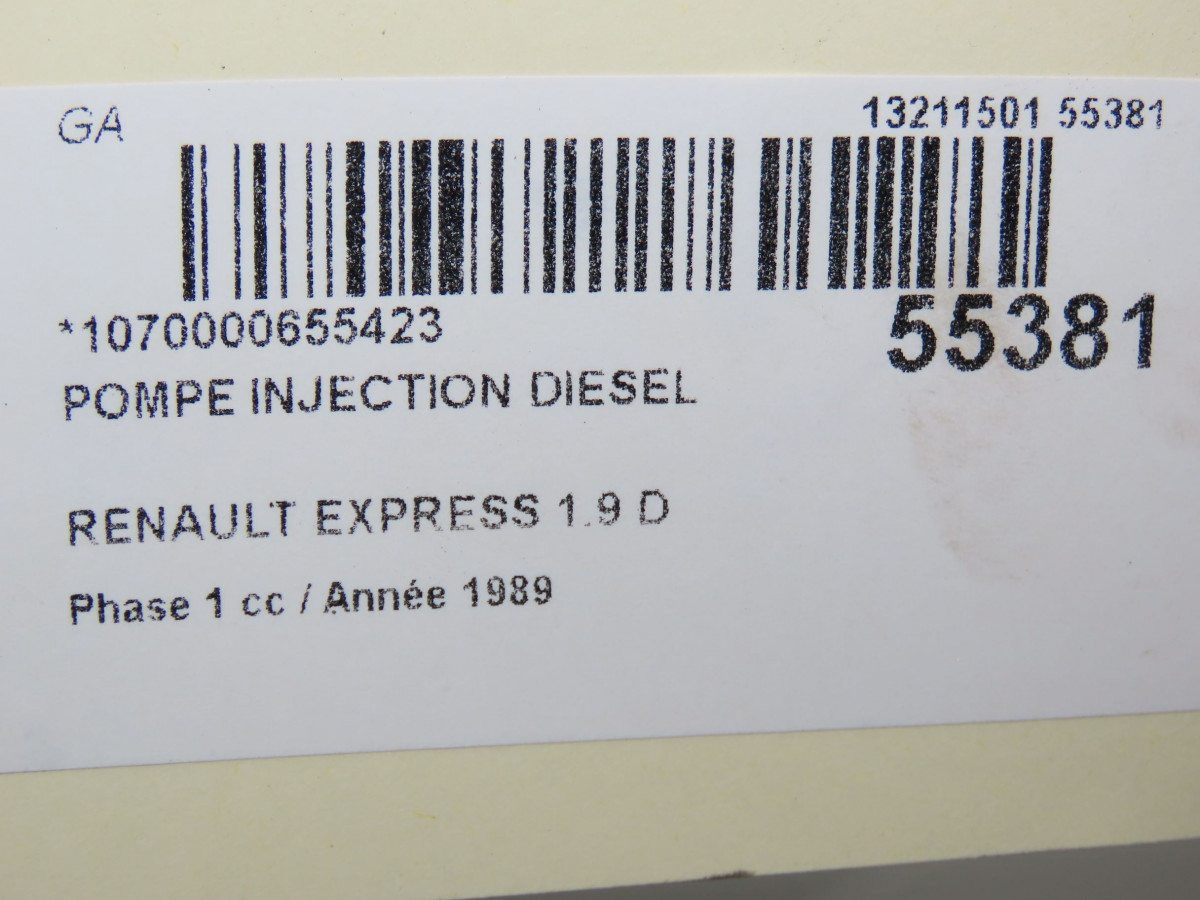 GA
13211501 55381
*1070000655423
55381
POMPE INJECTION DIESEL
RENAULT EXPRESS 1.9 D
Phase 1 cc / Année 1989